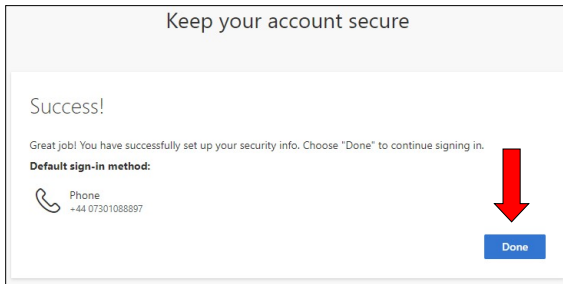 Keep your account secure
Success!
Great job! You have successfully set up your security info. Choose "Done" to continue signing in.
Default sign-in method:
Phone
+44 07301088897
Done